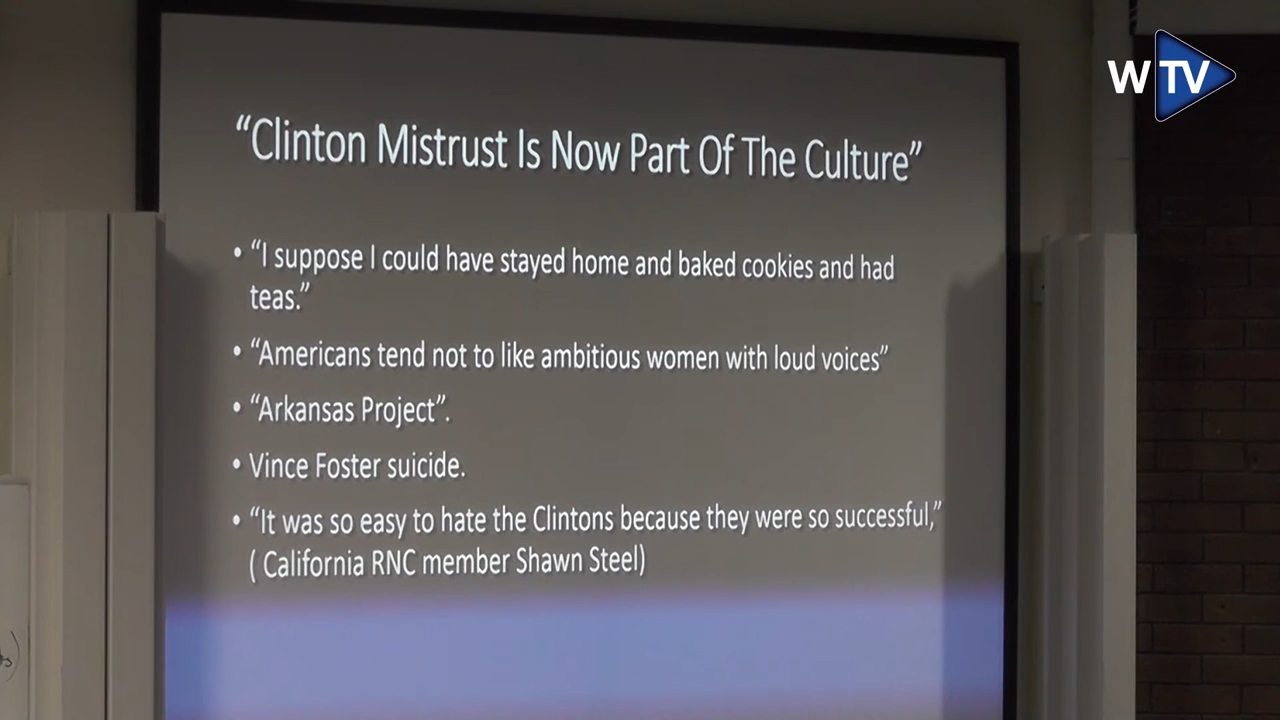 W TV
“Clinton Mistrust Is Now Part Of The Culture”
• “I suppose I could have stayed home and baked cookies and had
teas.”
• “Americans tend not to like ambitious women with loud voices”
• “Arkansas Project”.
• Vince Foster suicide.
• “It was so easy to hate the Clintons because they were so successful,”
( California RNC member Shawn Steel)